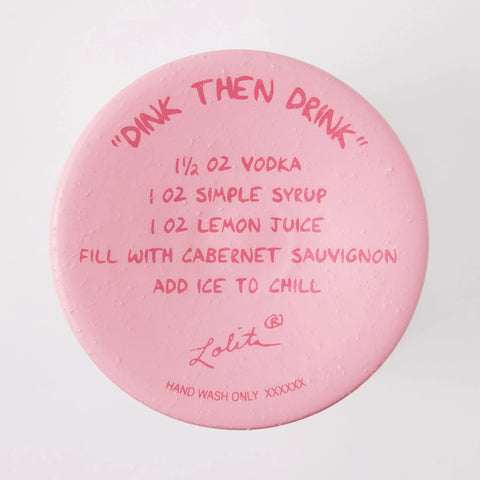 "DINK THEN DRINK"
1½ OZ VODKA
1 OZ SIMPLE SYRUP
1 OZ LEMON JUICE
FILL WITH CABERNET SAUVIGNON
ADD ICE TO CHILL
Lolita ®
HAND WASH ONLY XXXXXX